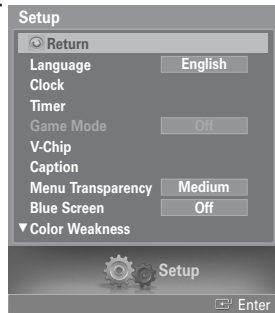 Setup
Return
Language English
Clock
Timer
Game Mode Off
V-Chip
Caption
Menu Transparency Medium
Blue Screen Off
▼Color Weakness
Setup
Enter